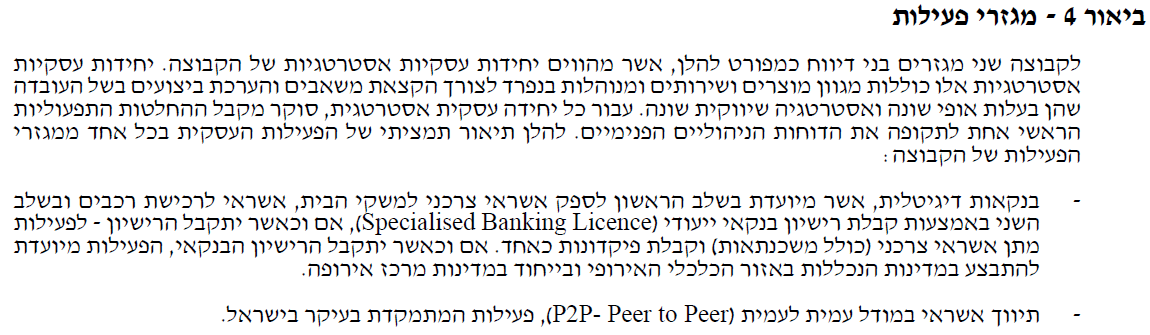 ביאור 4 - מגזרי פעילות
לקבוצה שני מגזרים בני דיווח כמפורט להלן, אשר מהווים יחידות עסקיות אסטרטגיות של הקבוצה. יחידות עסקיות
אסטרטגיות אלו כוללות מגוון מוצרים ושירותים ומנוהלות בנפרד לצורך הקצאת משאבים והערכת ביצועים בשל העובדה
שהן בעלות אופי שונה ואסטרטגיה שיווקית שונה. עבור כל יחידה עסקית אסטרטגית, סוקר מקבל ההחלטות התפעוליות
הראשי אחת לתקופה את הדוחות הניהוליים הפנימיים. להלן תיאור תמציתי של הפעילות העסקית בכל אחד ממגזרי
הפעילות של הקבוצה:
- בנקאות דיגיטלית, אשר מיועדת בשלב הראשון לספק אשראי צרכני למשקי הבית, אשראי לרכישת רכבים ובשלב
השני באמצעות קבלת רישיון בנקאי ייעודי (Specialised Banking Licence), אם וכאשר יתקבל הרישיון - לפעילות
מתן אשראי צרכני (כולל משכנתאות) וקבלת פיקדונות כאחד. אם וכאשר יתקבל הרישיון הבנקאי, הפעילות מיועדת
להתבצע במדינות הנכללות באזור הכלכלי האירופי ובייחוד במדינות מרכז אירופה.
- תיווך אשראי במודל עמית לעמית (P2P- Peer to Peer), פעילות המתמקדת בעיקר בישראל.